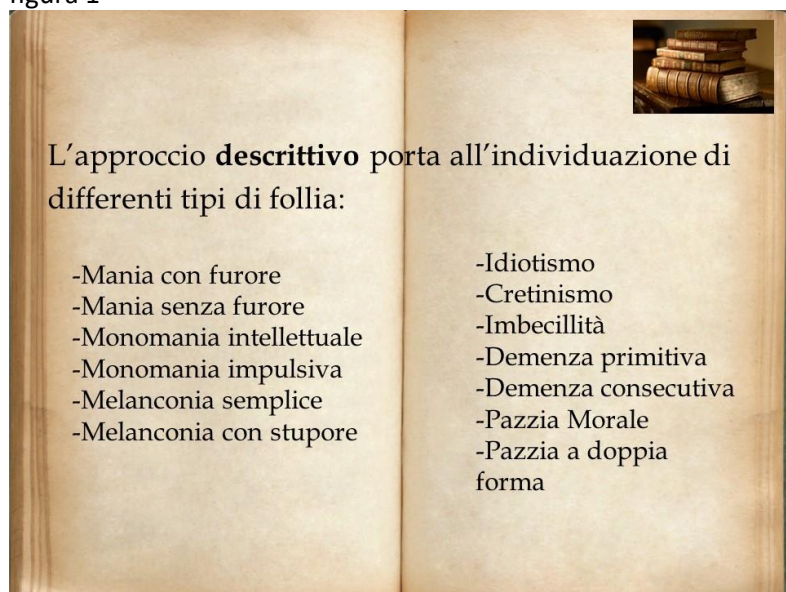 figura 1
L'approccio descrittivo porta all'individuazione di
differenti tipi di follia:
-Mania con furore
-Mania senza furore
-Monomania intellettuale
-Monomania impulsiva
-Melanconia semplice
-Melanconia con stupore
-Idiotismo
-Cretinismo
-Imbecillità
-Demenza primitiva
-Demenza consecutiva
-Pazzia Morale
-Pazzia a doppia
forma